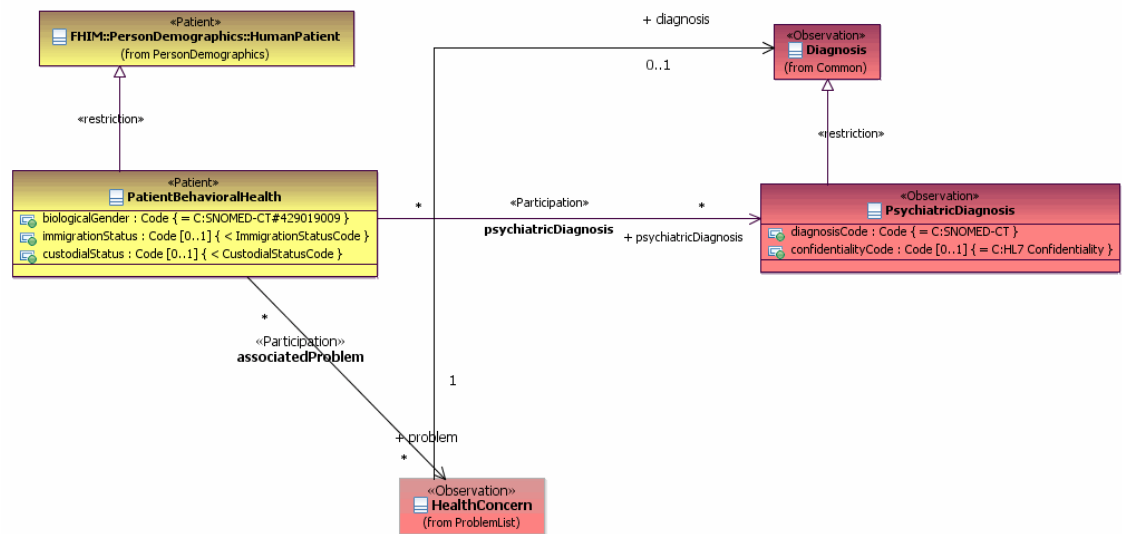 «Patient»
FHIM::PersonDemographics::HumanPatient
(from PersonDemographics)
+ diagnosis
0..1
«Observation»
Diagnosis
(from Common)
«restriction»
«restriction»
«Patient»
PatientBehavioralHealth
biologicalGender : Code { = C:SNOMED-CT#429019009 }
immigrationStatus : Code [0..1] { < ImmigrationStatusCode }
custodialStatus : Code [0..1] { < CustodialStatusCode }
*
«Participation»
psychiatricDiagnosis
*
+ psychiatricDiagnosis
«Observation»
PsychiatricDiagnosis
diagnosisCode : Code { = C:SNOMED-CT }
confidentialityCode : Code [0..1] { = C:HL7 Confidentiality }
*
«Participation»
associatedProblem
1
+ problem
*
«Observation»
HealthConcern
(from ProblemList)